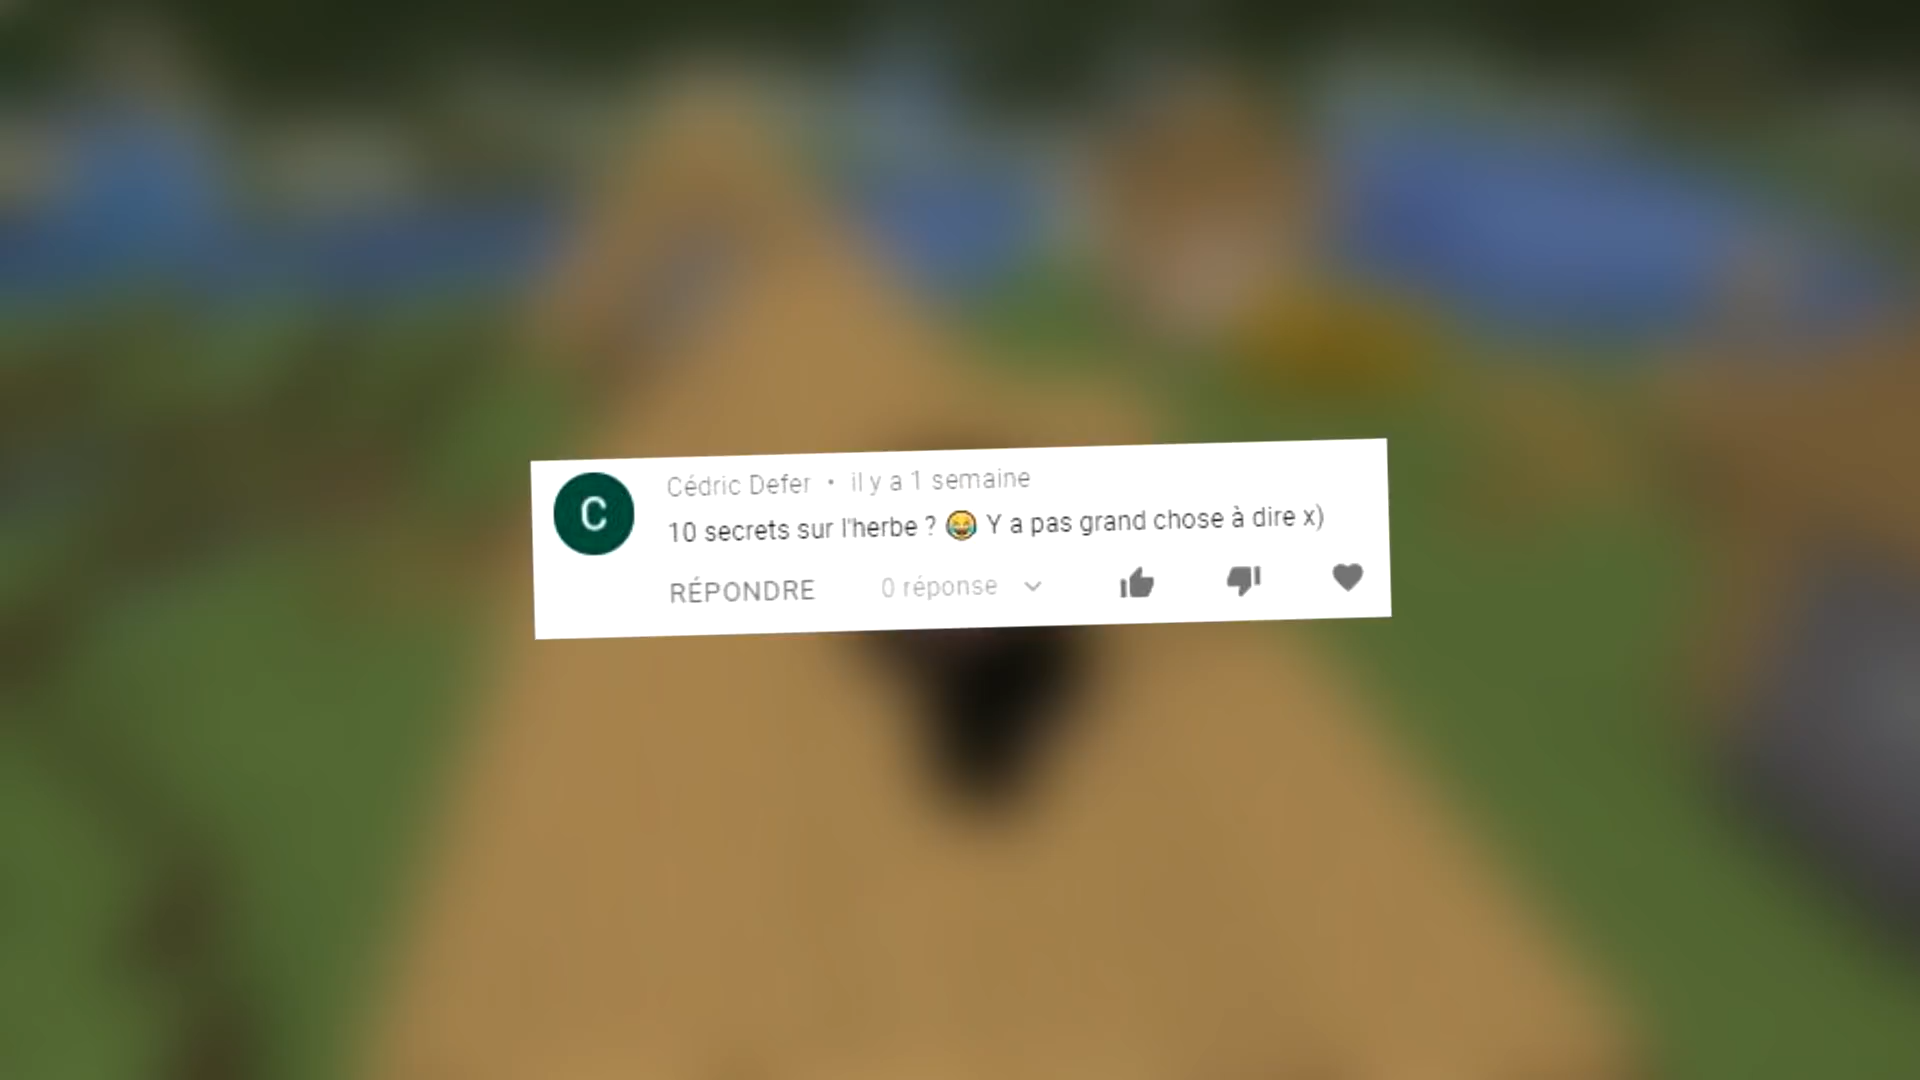 C
Cédric Defer • il y a 1 semaine
10 secrets sur l'herbe ? 😂 Y a pas grand chose à dire x)
RÉPONDRE 0 réponse